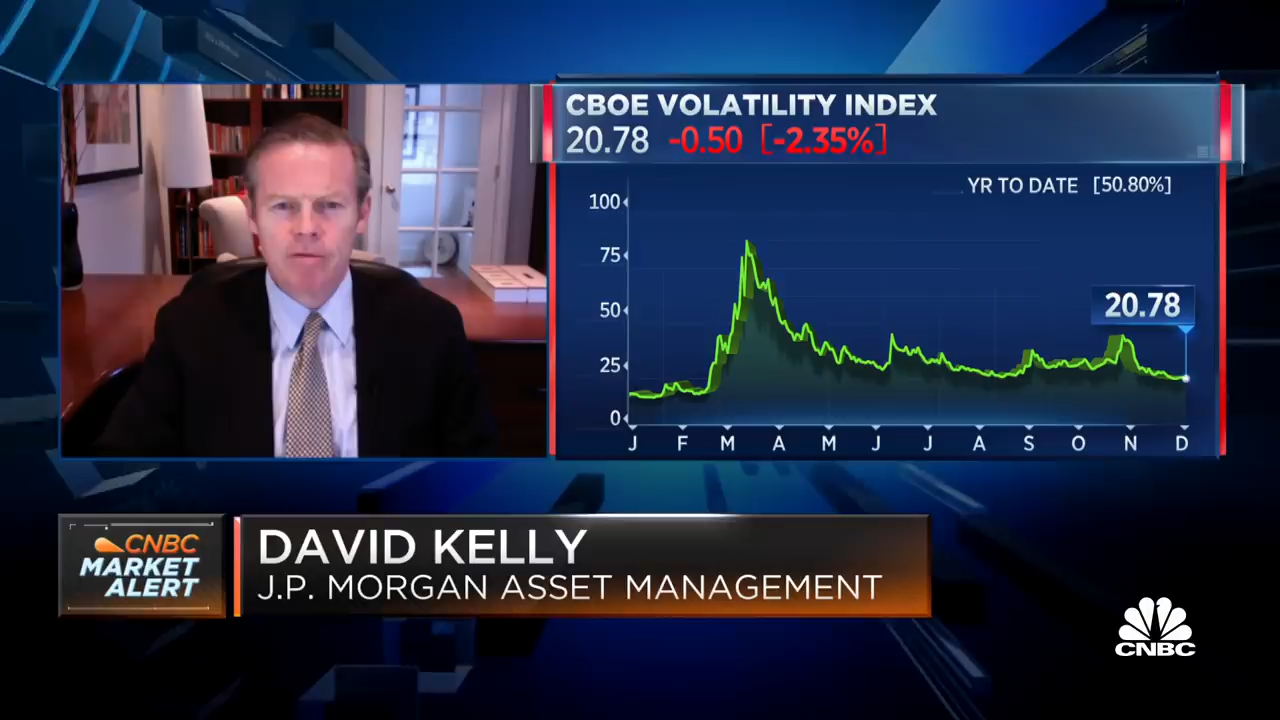 CBOE VOLATILITY INDEX
20.78 -0.50 [-2.35%]
YR TO DATE [50.80%]
100
75
50
25
0
20.78
J F M A M J J A S O N D
CNBC
MARKET
ALERT
DAVID KELLY
J.P. MORGAN ASSET MANAGEMENT
CNBC